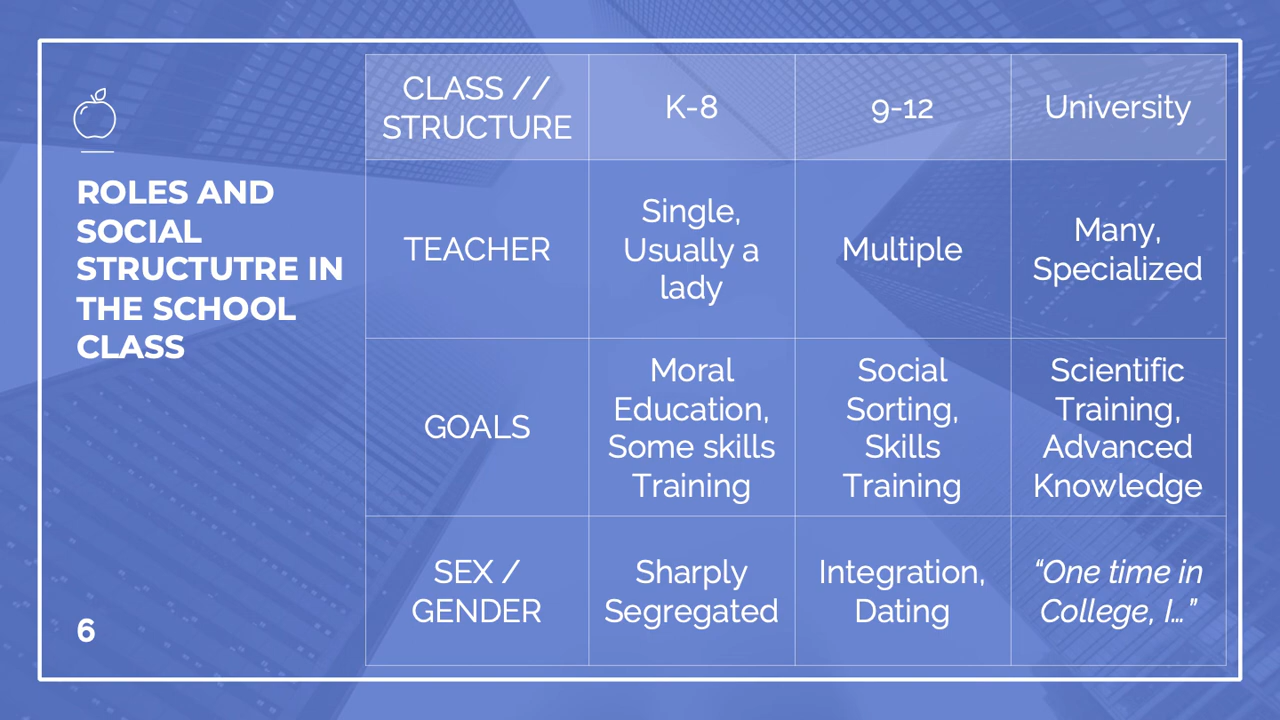 ROLES AND
SOCIAL
STRUCTUTRE IN
THE SCHOOL
CLASS
6
CLASS //
STRUCTURE
K-8
9-12
University
TEACHER
Single,
Usually a
lady
Multiple
Many,
Specialized
GOALS
Moral
Education,
Some skills
Training
Social
Sorting,
Skills
Training
Scientific
Training,
Advanced
Knowledge
SEX /
GENDER
Sharply
Segregated
Integration,
Dating
“One time in
College, I…”